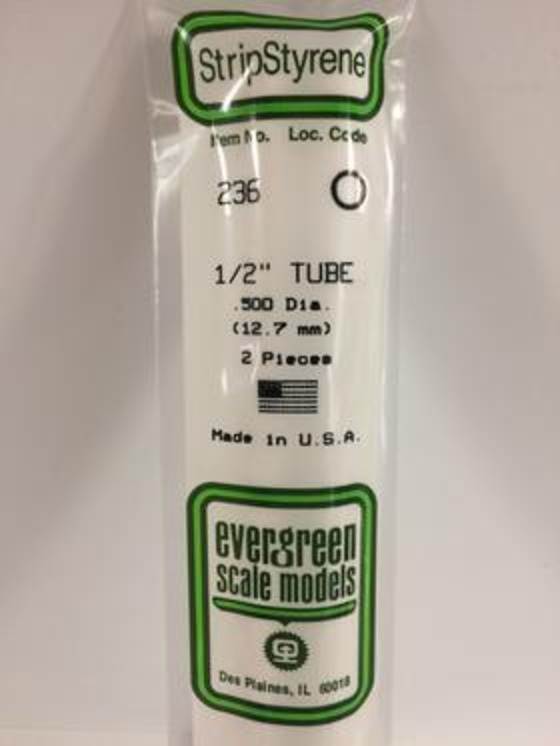 StripStyrene
Item No. Loc. Code
236
1/2" TUBE
.500 Dia.
(12.7 mm)
2 Pieces
Made in U.S.A.
evergreen
scale models
Des Plaines, IL 60018